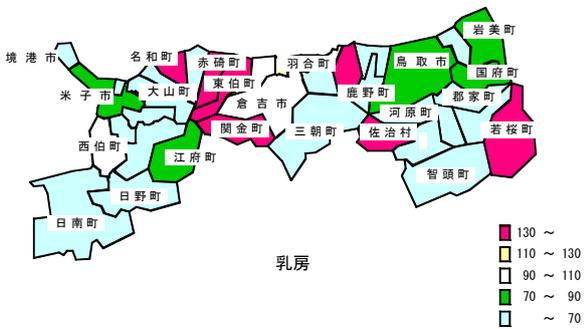 岩美町
境港市
名和町
赤碕町
羽合町
鳥取市
国府町
米子市
大山町
東伯町
鹿野町
郡家町
倉吉市
河原町
関金町
三朝町
佐治村
若桜町
西伯町
江府町
智頭町
日野町
日南町
乳房
130 ～
110 ～ 130
90 ～ 110
70 ～ 90
～ 70